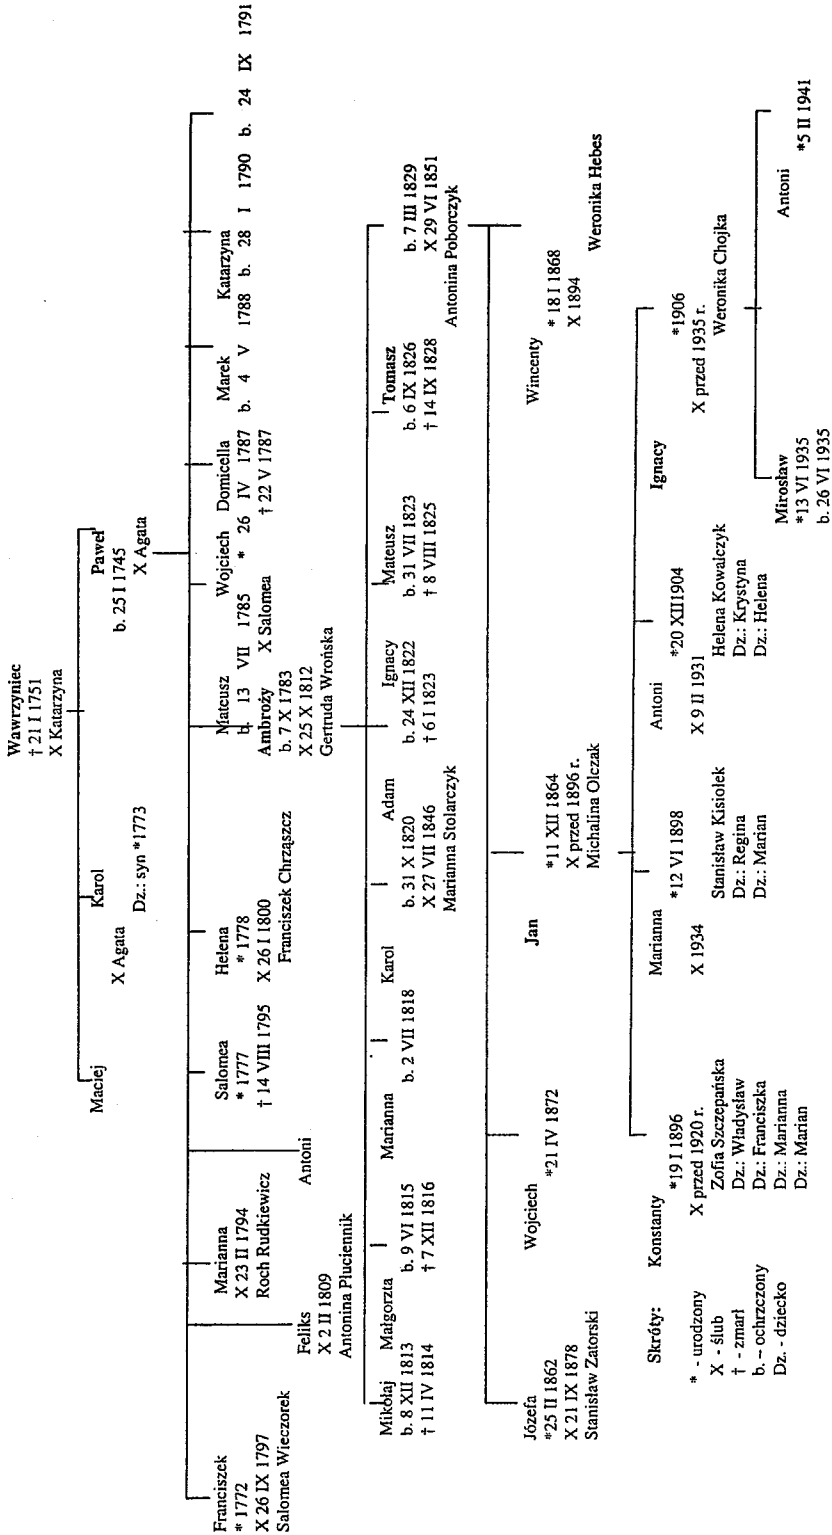 Wawrzyniec
† 21 I 1751
X Katarzyna
Maciej
Karol
X Agata
Dz.: syn *1773
Paweł
b. 25 I 1745
X Agata
Franciszek
* 1772
X 26 IX 1797
Salomea Wieczorek
Feliks
X 2 II 1809
Antonina Pluciennik
Marianna
X 23 II 1794
Roch Rudkiewicz
Antoni
Salomea
* 1777
† 14 VIII 1795
Helena
* 1778
X 26 I 1800
Franciszek Chrząszcz
Mateusz Wojciech Domicella Marek Katarzyna
b. 13 VII 1785 * 26 IV 1787 b. 4 V 1788 b. 28 I 1790 b. 24 IX 1791
Ambroży X Salomea † 22 V 1787
b. 7 X 1783
X 25 X 1812
Gertruda Wrońska
Mikołaj Małgorzta Marianna Karol Adam Ignacy Mateusz Tomasz
b. 8 XII 1813 b. 9 VI 1815 b. 2 VII 1818 b. 31 X 1820 b. 24 XII 1822 b. 31 VII 1823 b. 6 IX 1826 b. 7 III 1829
† 11 IV 1814 † 7 XII 1816 X 27 VII 1846 † 6 I 1823 † 8 VIII 1825 † 14 IX 1828 X 29 VI 1851
Marianna Stolarczyk Antonina Poborczyk
Józefa Wojciech Jan Wincenty
*25 II 1862 *21 IV 1872 *11 XII 1864 * 18 I 1868
X 21 IX 1878 X przed 1896 r. X 1894
Stanisław Zatorski Michalina Olczak Weronika Hebes
Konstanty Marianna Antoni Ignacy
*19 I 1896 *12 VI 1898 *20 XII1904 *1906
X przed 1920 r. X 1934 X 9 II 1931 X przed 1935 r.
Zofia Szczepańska Stanisław Kisiołek Helena Kowalczyk Weronika Chojka
Dz.: Władysław Dz.: Regina Dz.: Krystyna
Dz.: Franciszka Dz.: Marian Dz.: Helena
Dz.: Marianna
Dz.: Marian
Mirosław Antoni
*13 VI 1935 *5 II 1941
b. 26 VI 1935
Skróty:
* - urodzony
X - ślub
† - zmarł
b. – ochrzczony
Dz. - dziecko